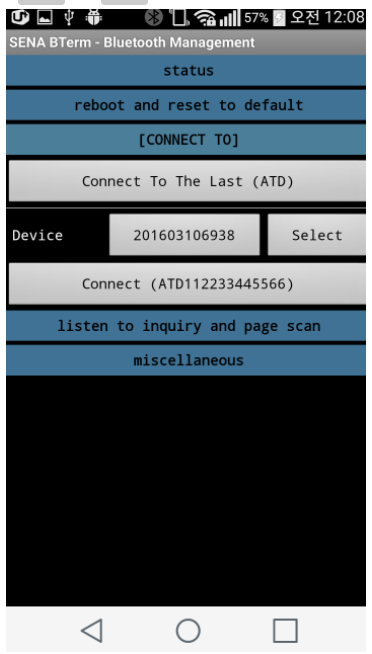 57% 오전 12:08
SENA BTerm - Bluetooth Management
status
reboot and reset to default
[CONNECT TO]
Connect To The Last (ATD)
Device 201603106938 Select
Connect (ATD112233445566)
listen to inquiry and page scan
miscellaneous